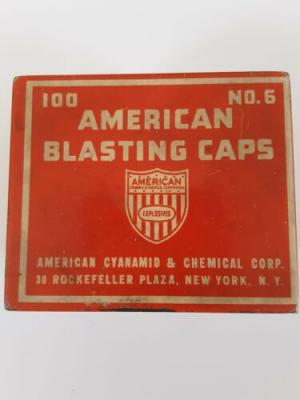 100 NO. 6
AMERICAN
BLASTING CAPS
AMERICAN
EXPLOSIVES
AMERICAN CYANAMID & CHEMICAL CORP.
30 ROCKEFELLER PLAZA, NEW YORK, N. Y.